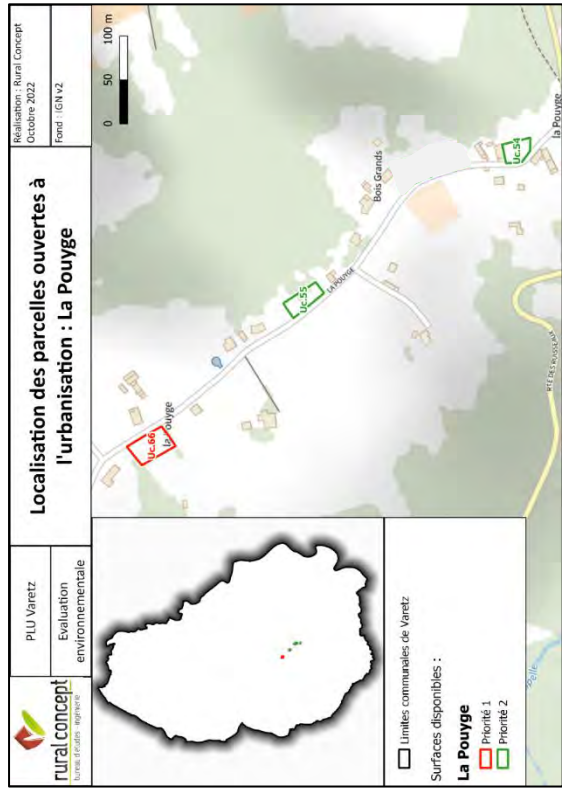 rural concept
bureau d'études - ingénierie
PLU Varetz
Evaluation
environnementale
Localisation des parcelles ouvertes à
l'urbanisation : La Pouyge
Réalisation : Rural Concept
Octobre 2022
Fond : IGN v2
0
50
100 m
Uc.66
la Pouyge
Uc.55
LA POUYGE
Bois Grands
Uc.54
la Pouyge
RTE DES RUISSEAUX
Limites communales de Varetz
Surfaces disponibles :
La Pouyge
Priorité 1
Priorité 2